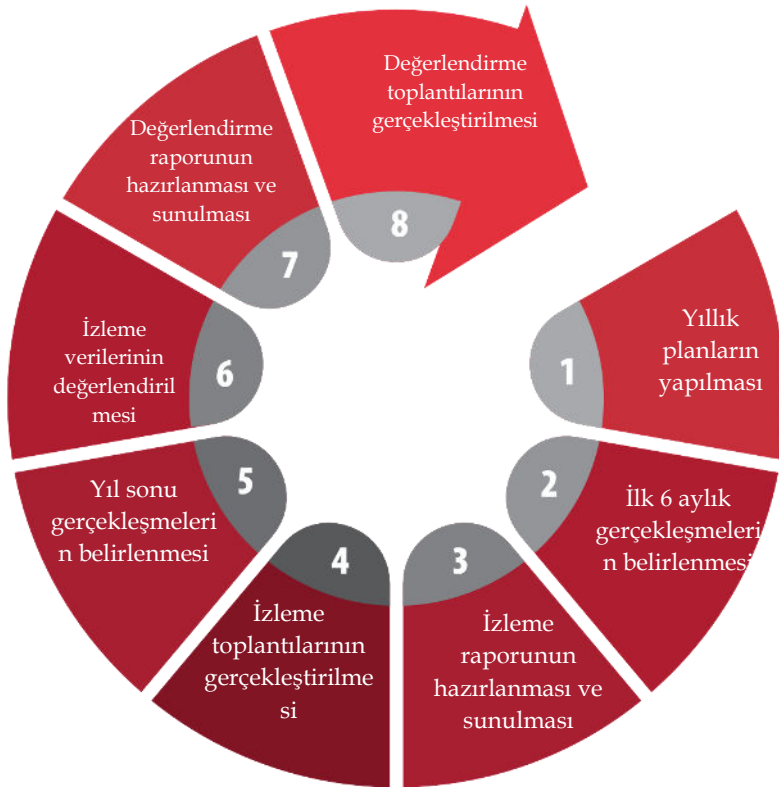 1
Yıllık
planların
yapılması
2
İlk 6 aylık
gerçekleşmeleri
n belirlenmesi
3
İzleme
raporunun
hazırlanması ve
sunulması
4
İzleme
toplantılarının
gerçekleştirilme
si
5
Yıl sonu
gerçekleşmeleri
n belirlenmesi
6
İzleme
verilerinin
değerlendiril
mesi
7
Değerlendirme
raporunun
hazırlanması ve
sunulması
8
Değerlendirme
toplantılarının
gerçekleştirilmesi